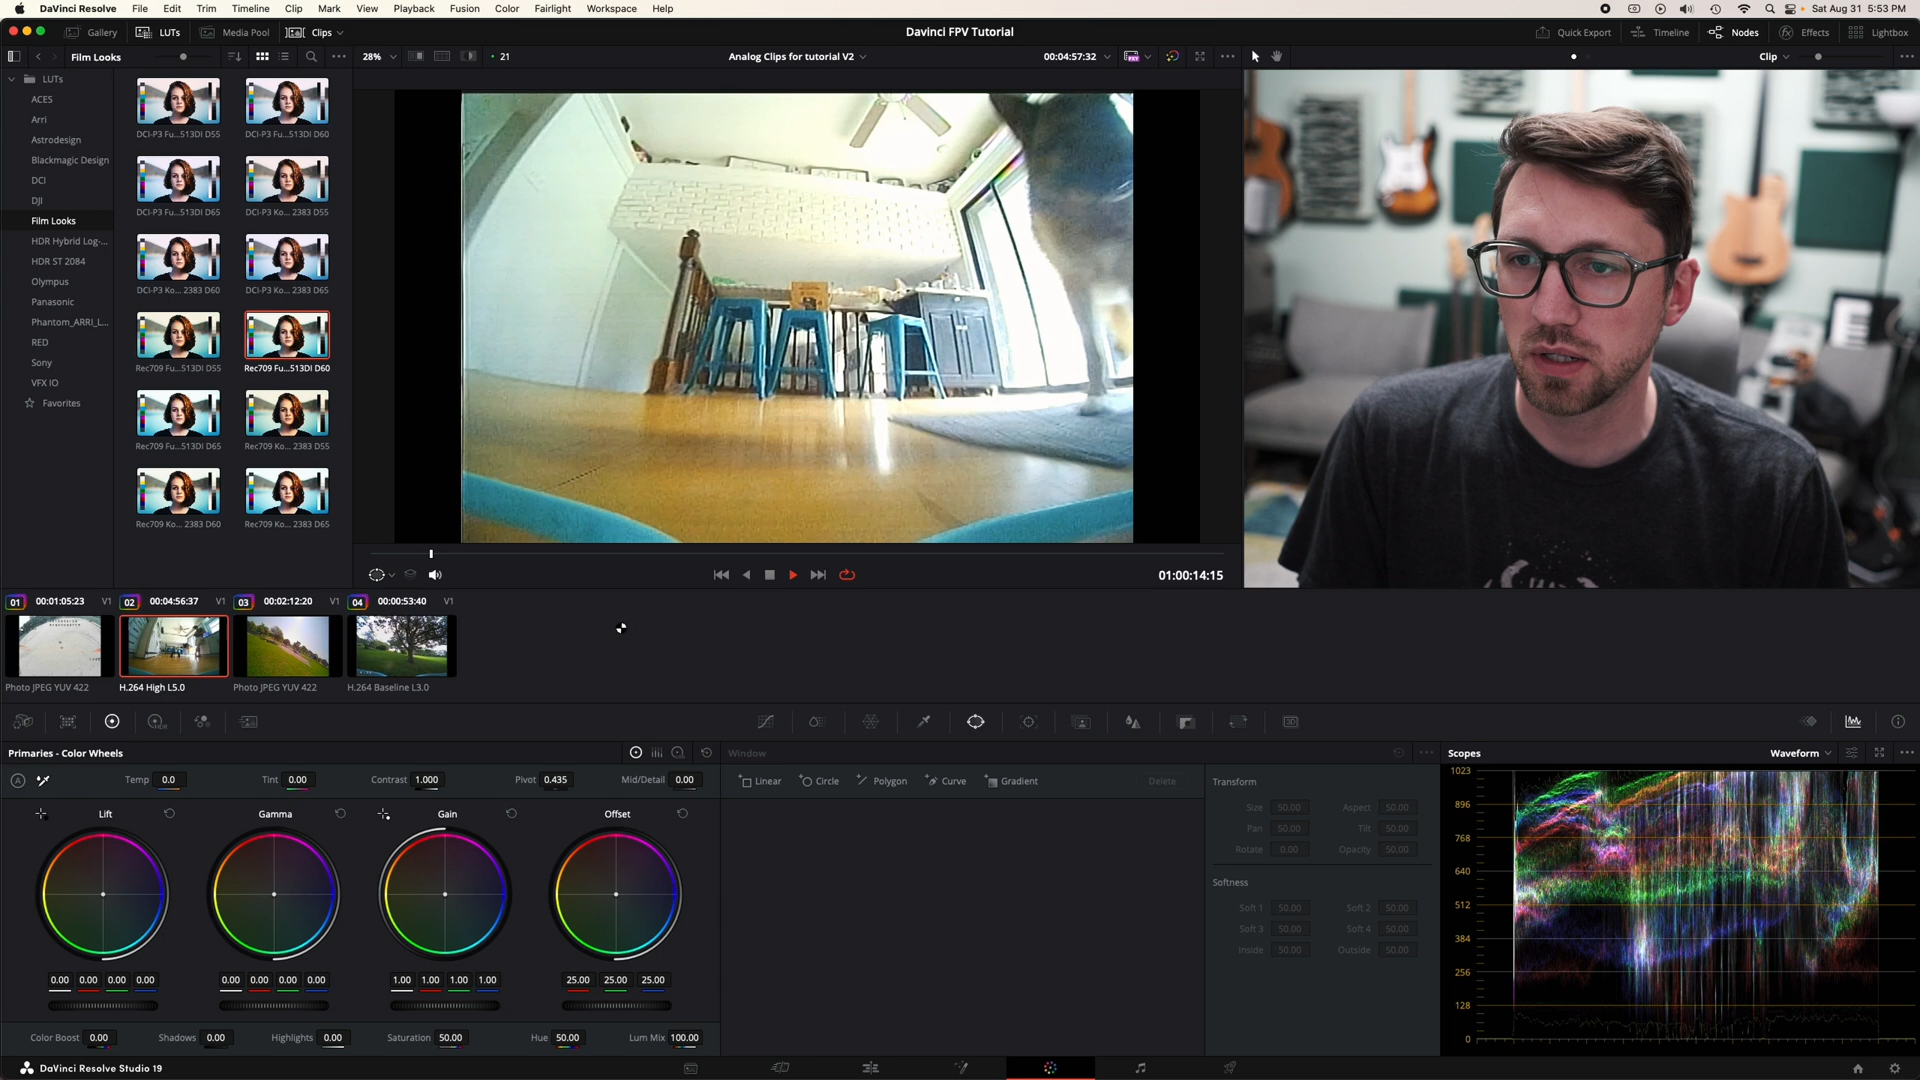 DaVinci Resolve File Edit Trim Timeline Clip Mark View Playback Fusion Color Fairlight Workspace Help Sat Aug 31 5:53 PM
Gallery LUTs Media Pool Clips Davinci FPV Tutorial Quick Export Timeline Nodes Effects Lightbox
Film Looks 28% 21 Analog Clips for tutorial V2 00:04:57:32 Clip
LUTs
ACES
Arri
Astrodesign
Blackmagic Design
DCI
DJI
Film Looks
HDR Hybrid Log-...
HDR ST 2084
Olympus
Panasonic
Phantom_ARRI_L...
RED
Sony
VFX IO
Favorites
DCI-P3 Fu...513DI D55 DCI-P3 Fu...513DI D60
DCI-P3 Fu...513DI D65 DCI-P3 Ko... 2383 D55
DCI-P3 Ko... 2383 D60 DCI-P3 Ko... 2383 D65
Rec709 Fu...513DI D55 Rec709 Fu...513DI D60
Rec709 Fu...513DI D65 Rec709 Ko... 2383 D55
Rec709 Ko... 2383 D60 Rec709 Ko... 2383 D65
01:00:14:15
01 00:01:05:23 V1 02 00:04:56:37 V1 03 00:02:12:20 V1 04 00:00:53:40 V1
Photo JPEG YUV 422 H.264 High L5.0 Photo JPEG YUV 422 H.264 Baseline L3.0
Primaries - Color Wheels Window Scopes Waveform
Temp 0.0 Tint 0.00 Contrast 1.000 Pivot 0.435 Mid/Detail 0.00
Linear Circle Polygon Curve Gradient Delete
Lift Gamma Gain Offset
0.00 0.00 0.00 0.00 0.00 0.00 0.00 0.00 1.00 1.00 1.00 1.00 25.00 25.00 25.00
Color Boost 0.00 Shadows 0.00 Highlights 0.00 Saturation 50.00 Hue 50.00 Lum Mix 100.00
Transform
Size 50.00 Aspect 50.00
Pan 50.00 Tilt 50.00
Rotate 0.00 Opacity 50.00
Softness
Soft 1 50.00 Soft 2 50.00
Soft 3 50.00 Soft 4 50.00
Inside 50.00 Outside 50.00
1023
896
768
640
512
384
256
128
0
DaVinci Resolve Studio 19